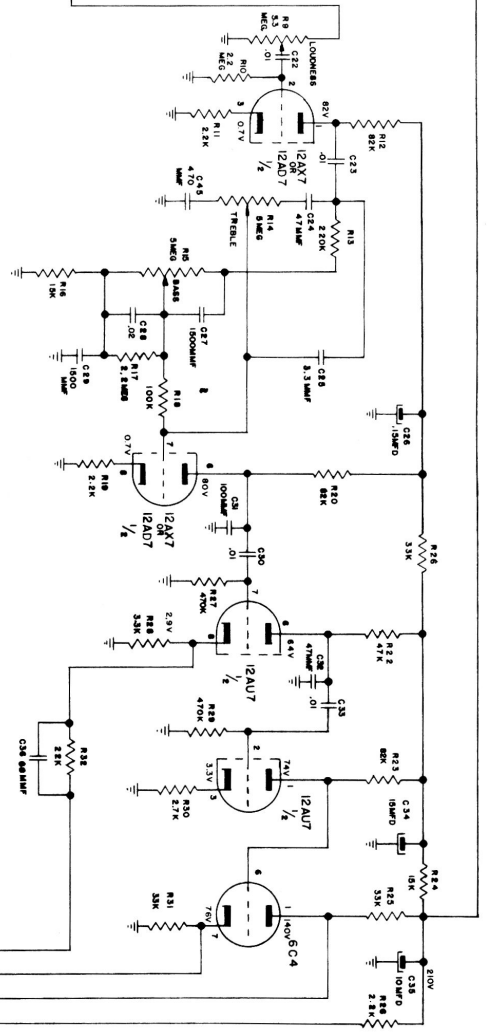 R9
3.3
MEG
LOUDNESS
C22
.01
R10
2.2
MEG
2
3
0.7V
R11
2.2K
82V
1
12AX7
OR
12AD7
1/2
R12
82K
C23
.01
C45
470
MMF
R14
5 MEG
TREBLE
C24
47MMF
R13
220K
R15
5MEG
BASS
R16
15K
C28
.02
C27
1500MMF
C25
3.3MMF
C29
1500
MMF
R17
2.2MEG
R18
100K
C26
.15MFD
7
0.7V
8
R19
2.2K
6
80V
12AX7
OR
12AD7
1/2
R20
82K
R26
33K
C31
100MMF
C30
.01
R27
470K
7
2.9V
8
R28
3.3K
6
64V
12AU7
1/2
R22
47K
C32
47MMF
C33
.01
R32
22K
C36 68MMF
R29
470K
2
3.3V
3
R30
2.7K
74V
1
12AU7
1/2
R23
82K
C34
15MFD
R24
15K
6
1
140V
6C4
76V
7
R31
33K
R25
33K
210V
C35
10MFD
R26
2.2K